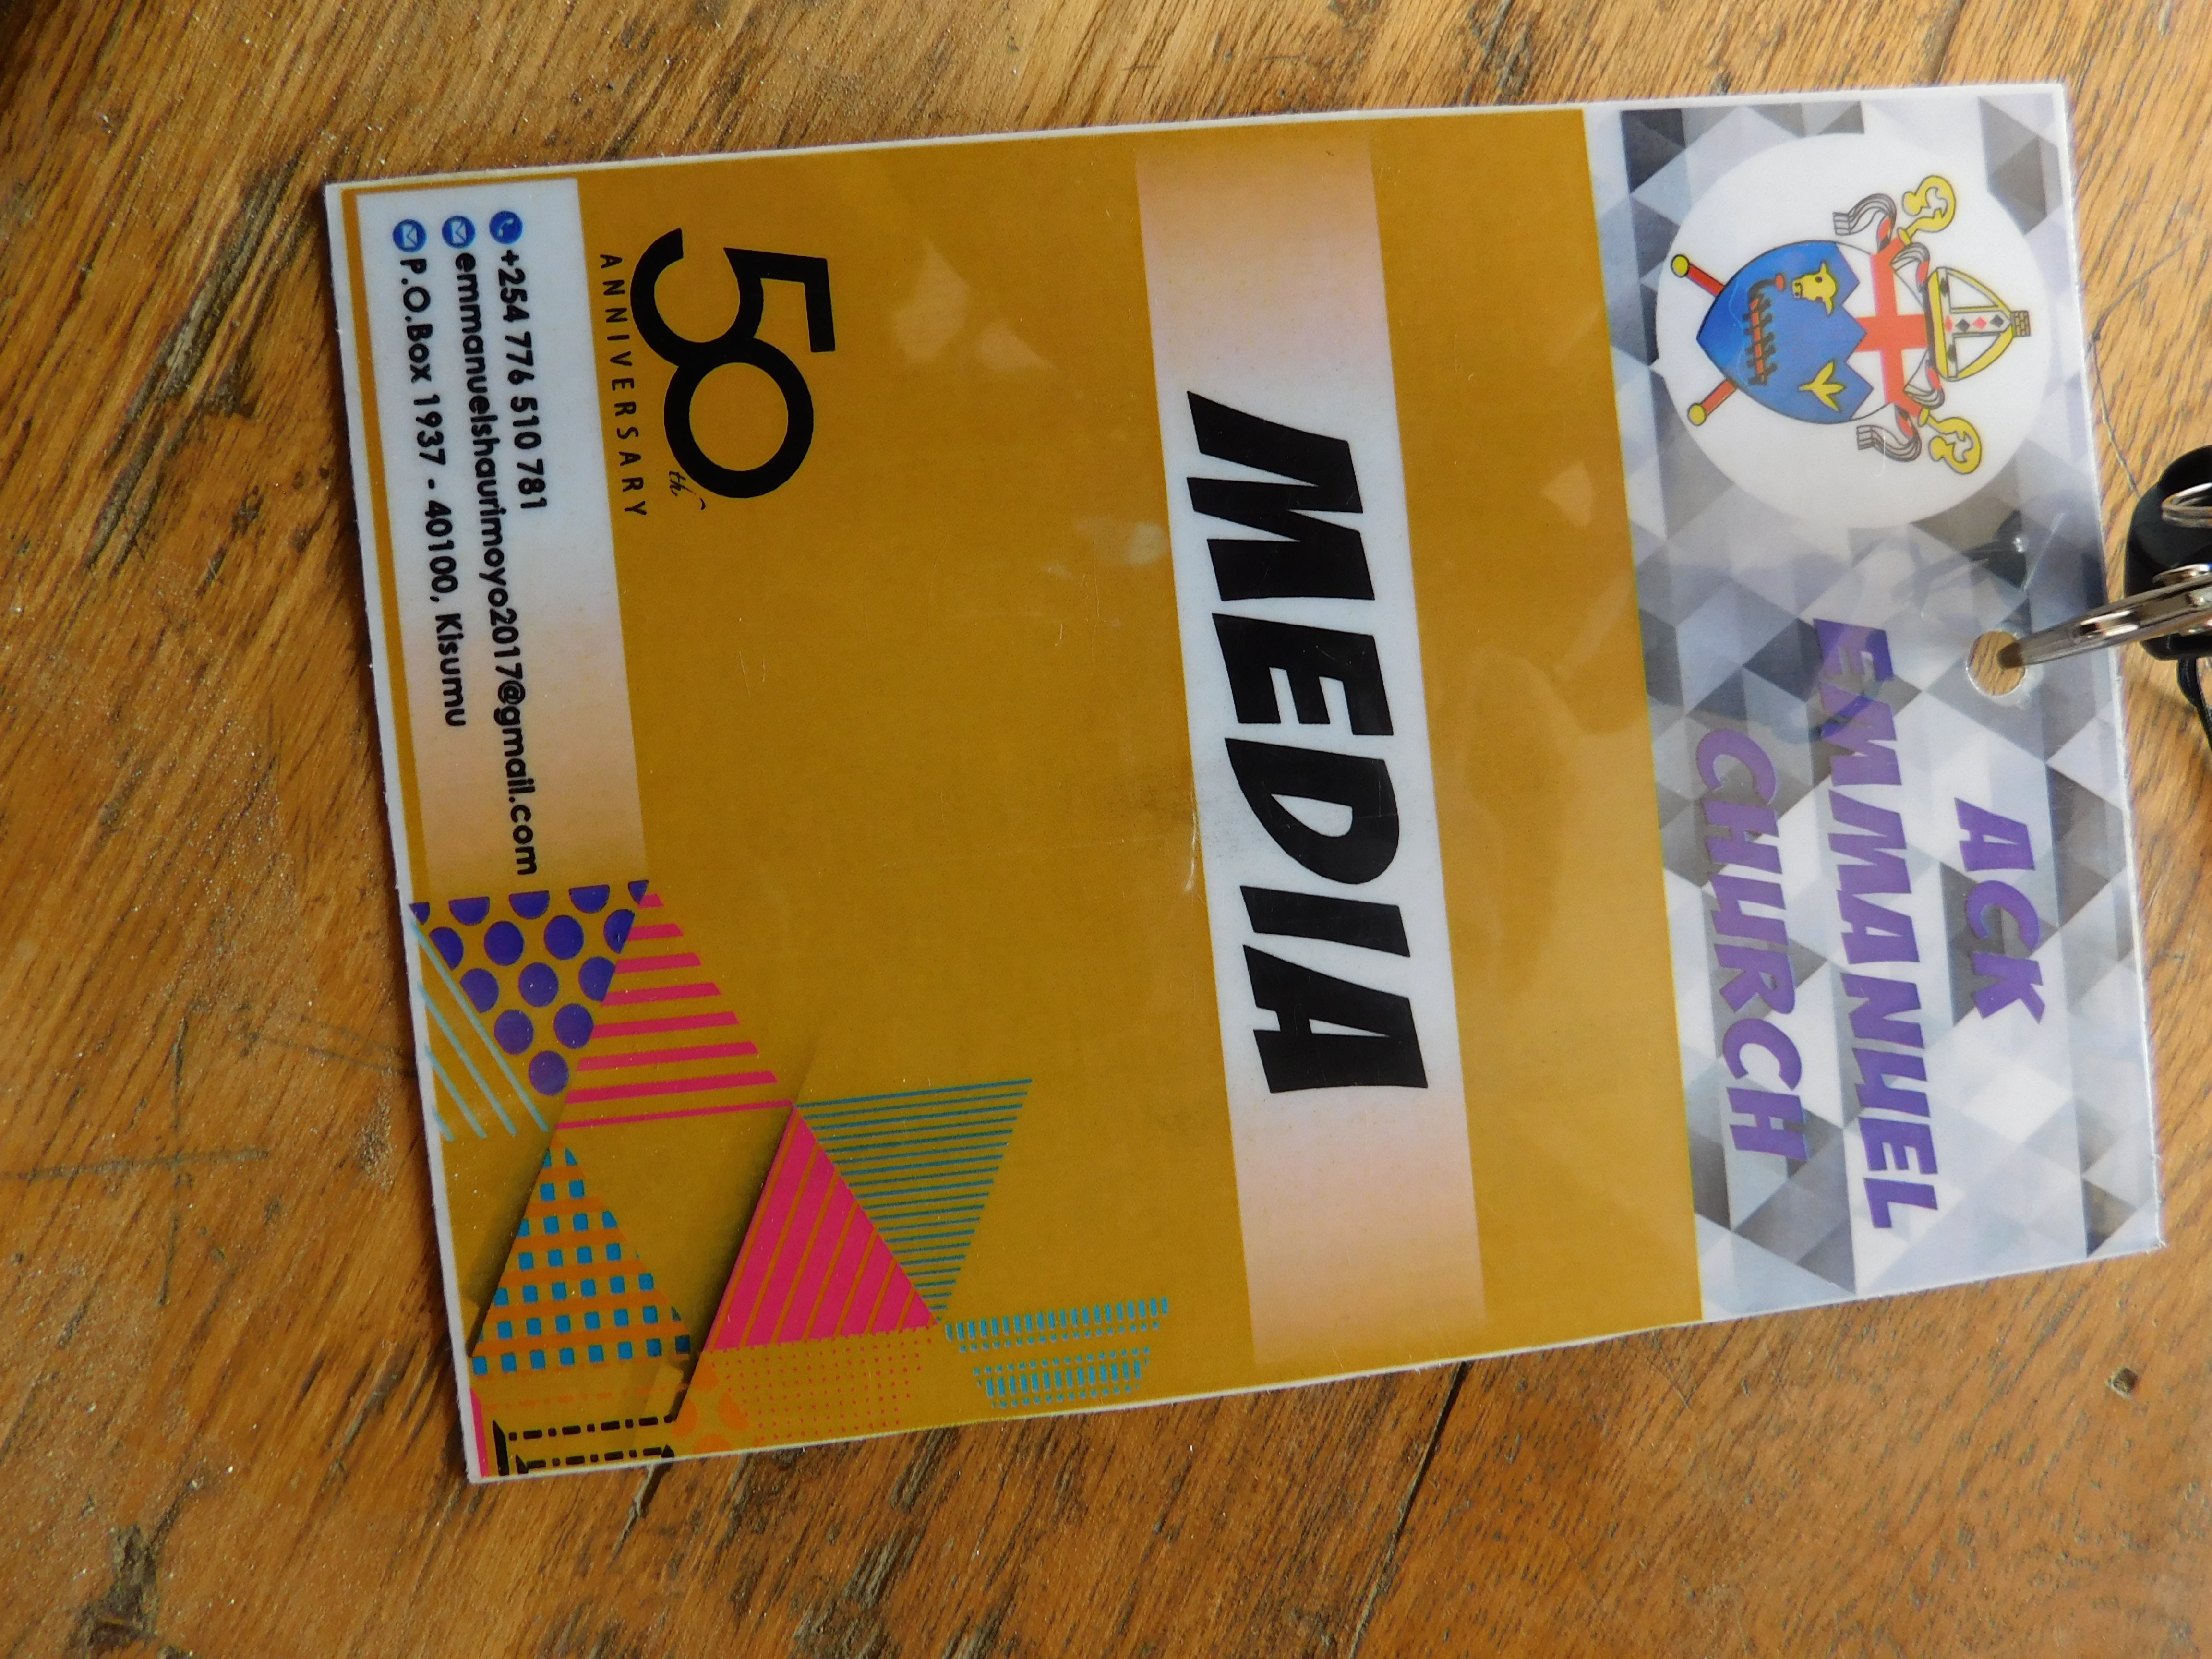 ACK
EMMANUEL
CHURCH
MEDIA
50th
ANNIVERSARY
+254 776 510 781
emmanuelshaurimoyo2017@gmail.com
P.O.Box 1937 - 40100, Kisumu